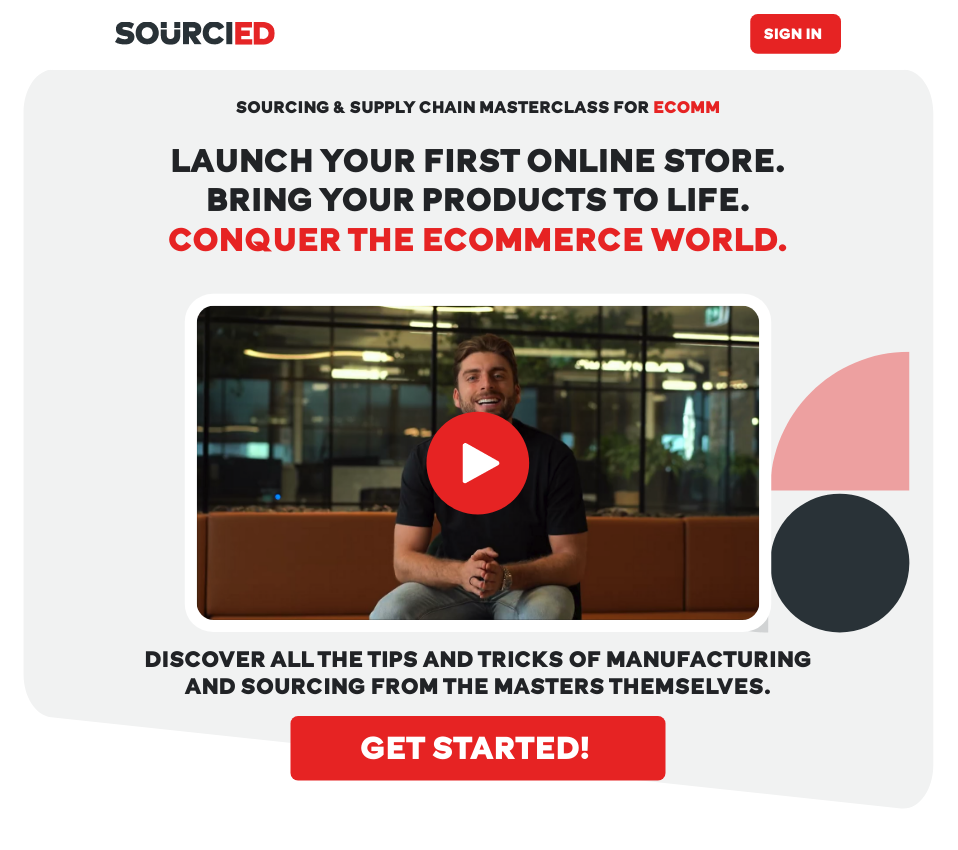 SOURCIED
SIGN IN
SOURCING & SUPPLY CHAIN MASTERCLASS FOR ECOMM
LAUNCH YOUR FIRST ONLINE STORE.
BRING YOUR PRODUCTS TO LIFE.
CONQUER THE ECOMMERCE WORLD.
DISCOVER ALL THE TIPS AND TRICKS OF MANUFACTURING
AND SOURCING FROM THE MASTERS THEMSELVES.
GET STARTED!